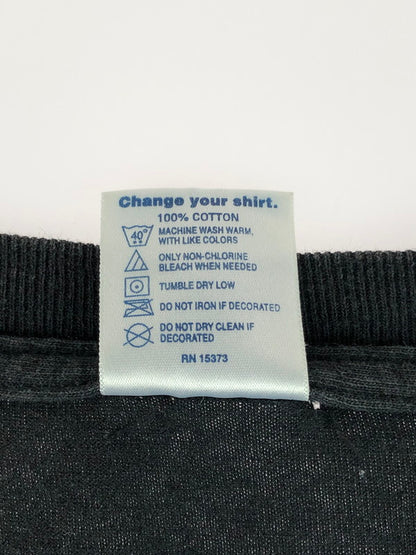 Change your shirt.
100% COTTON
40°
MACHINE WASH WARM,
WITH LIKE COLORS
ONLY NON-CHLORINE
BLEACH WHEN NEEDED
TUMBLE DRY LOW
DO NOT IRON IF DECORATED
DO NOT DRY CLEAN IF
DECORATED
RN 15373